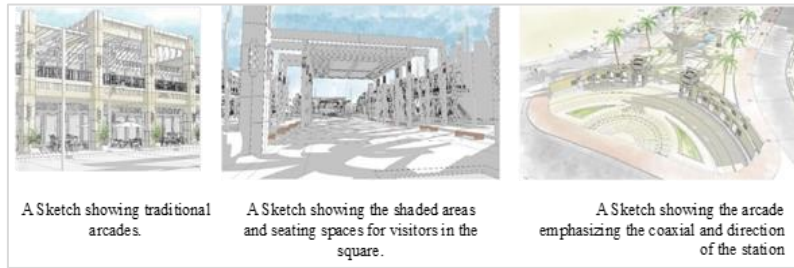 A Sketch showing traditional
arcades.
A Sketch showing the shaded areas
and seating spaces for visitors in the
square.
A Sketch showing the arcade
emphasizing the coaxial and direction
of the station